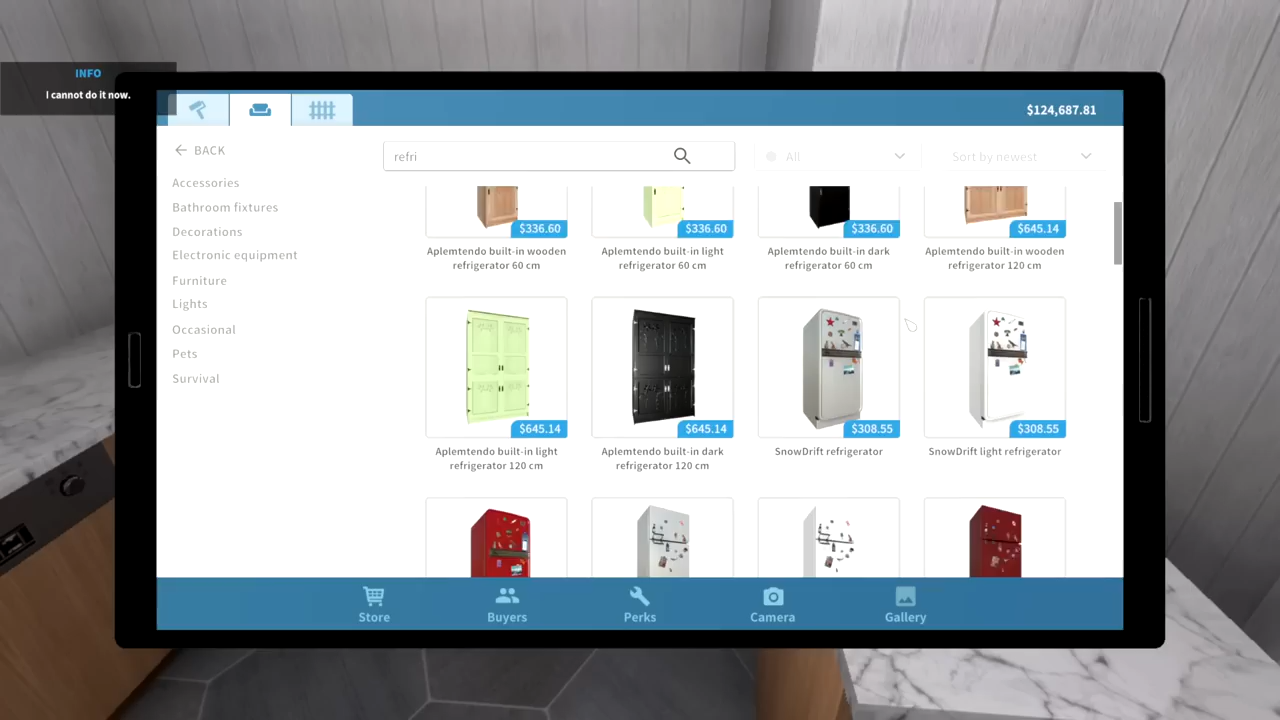 INFO
I cannot do it now.
$124,687.81
BACK
refri
All
Sort by newest
Accessories
Bathroom fixtures
Decorations
Electronic equipment
Furniture
Lights
Occasional
Pets
Survival
$336.60
$336.60
$336.60
$645.14
Aplemtendo built-in wooden
refrigerator 60 cm
Aplemtendo built-in light
refrigerator 60 cm
Aplemtendo built-in dark
refrigerator 60 cm
Aplemtendo built-in wooden
refrigerator 120 cm
$645.14
$645.14
$308.55
$308.55
Aplemtendo built-in light
refrigerator 120 cm
Aplemtendo built-in dark
refrigerator 120 cm
SnowDrift refrigerator
SnowDrift light refrigerator
Store
Buyers
Perks
Camera
Gallery